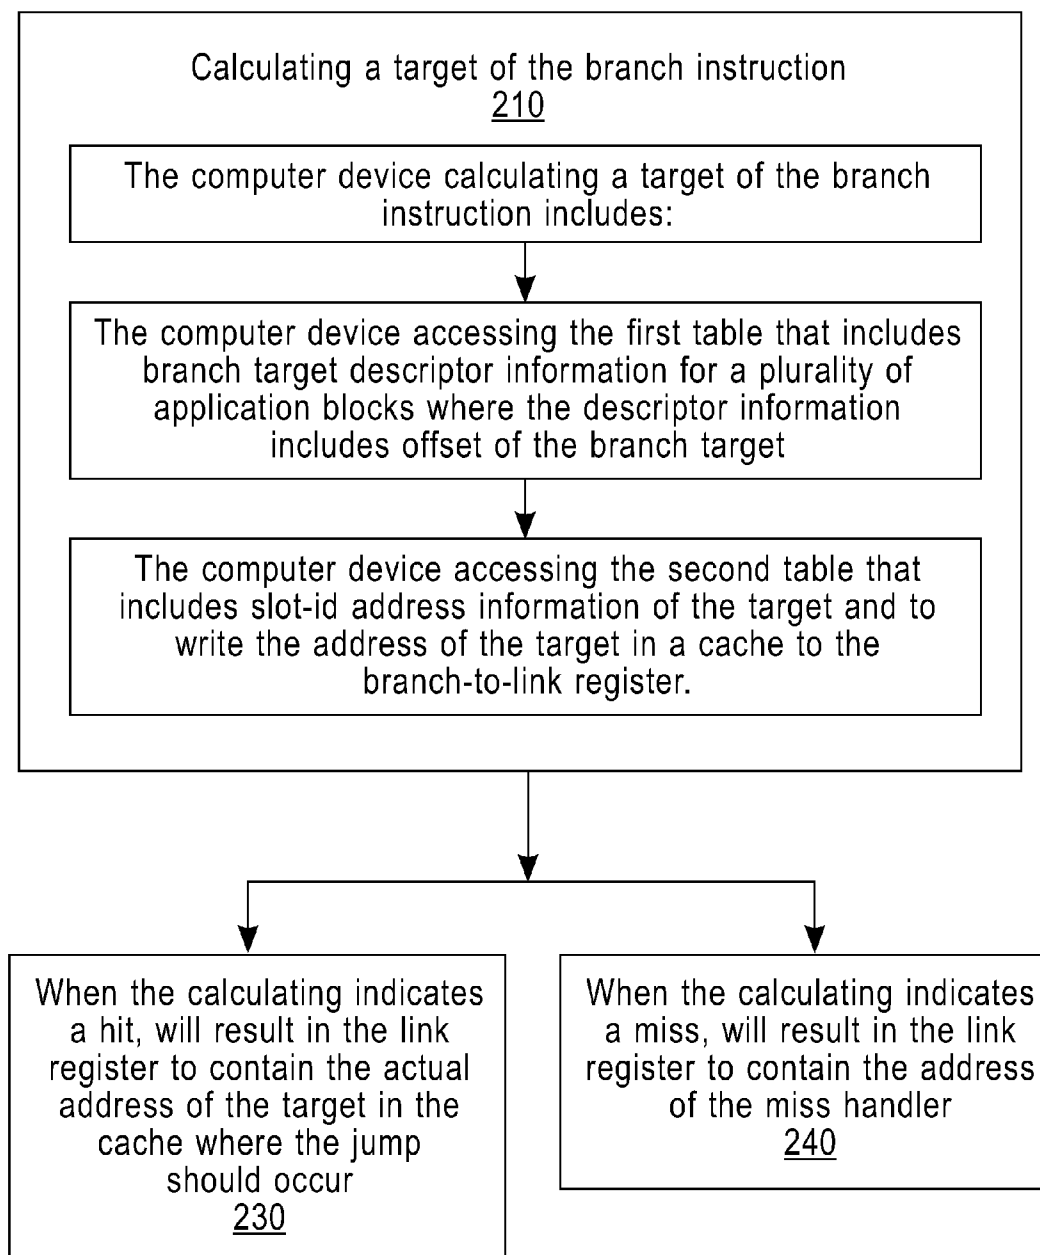 Calculating a target of the branch instruction
210
The computer device calculating a target of the branch
instruction includes:
The computer device accessing the first table that includes
branch target descriptor information for a plurality of
application blocks where the descriptor information
includes offset of the branch target
The computer device accessing the second table that
includes slot-id address information of the target and to
write the address of the target in a cache to the
branch-to-link register.
When the calculating indicates
a hit, will result in the link
register to contain the actual
address of the target in the
cache where the jump
should occur
230
When the calculating indicates
a miss, will result in the link
register to contain the address
of the miss handler
240